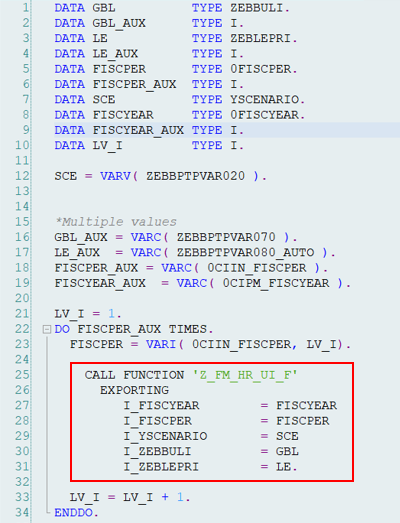 1 DATA GBL TYPE ZEBBULI.
2 DATA GBL_AUX TYPE I.
3 DATA LE TYPE ZEBLEPRI.
4 DATA LE_AUX TYPE I.
5 DATA FISCPER TYPE 0FISCPER.
6 DATA FISCPER_AUX TYPE I.
7 DATA SCE TYPE YSCENARIO.
8 DATA FISCYEAR TYPE 0FISCYEAR.
9 DATA FISCYEAR_AUX TYPE I.
10 DATA LV_I TYPE I.
11
12 SCE = VARV( ZEBBPTPVAR020 ).
13
14
15 *Multiple values
16 GBL_AUX = VARC( ZEBBPTPVAR070 ).
17 LE_AUX = VARC( ZEBBPTPVAR080_AUTO ).
18 FISCPER_AUX = VARC( 0CIIN_FISCPER ).
19 FISCYEAR_AUX = VARC( 0CIPM_FISCYEAR ).
20
21 LV_I = 1.
22 DO FISCPER_AUX TIMES.
23 FISCPER = VARI( 0CIIN_FISCPER, LV_I).
24
25 CALL FUNCTION 'Z_FM_HR_UI_F'
26 EXPORTING
27 I_FISCYEAR = FISCYEAR
28 I_FISCPER = FISCPER
29 I_YSCENARIO = SCE
30 I_ZEBBULI = GBL
31 I_ZEBLEPRI = LE.
32
33 LV_I = LV_I + 1.
34 ENDDO.